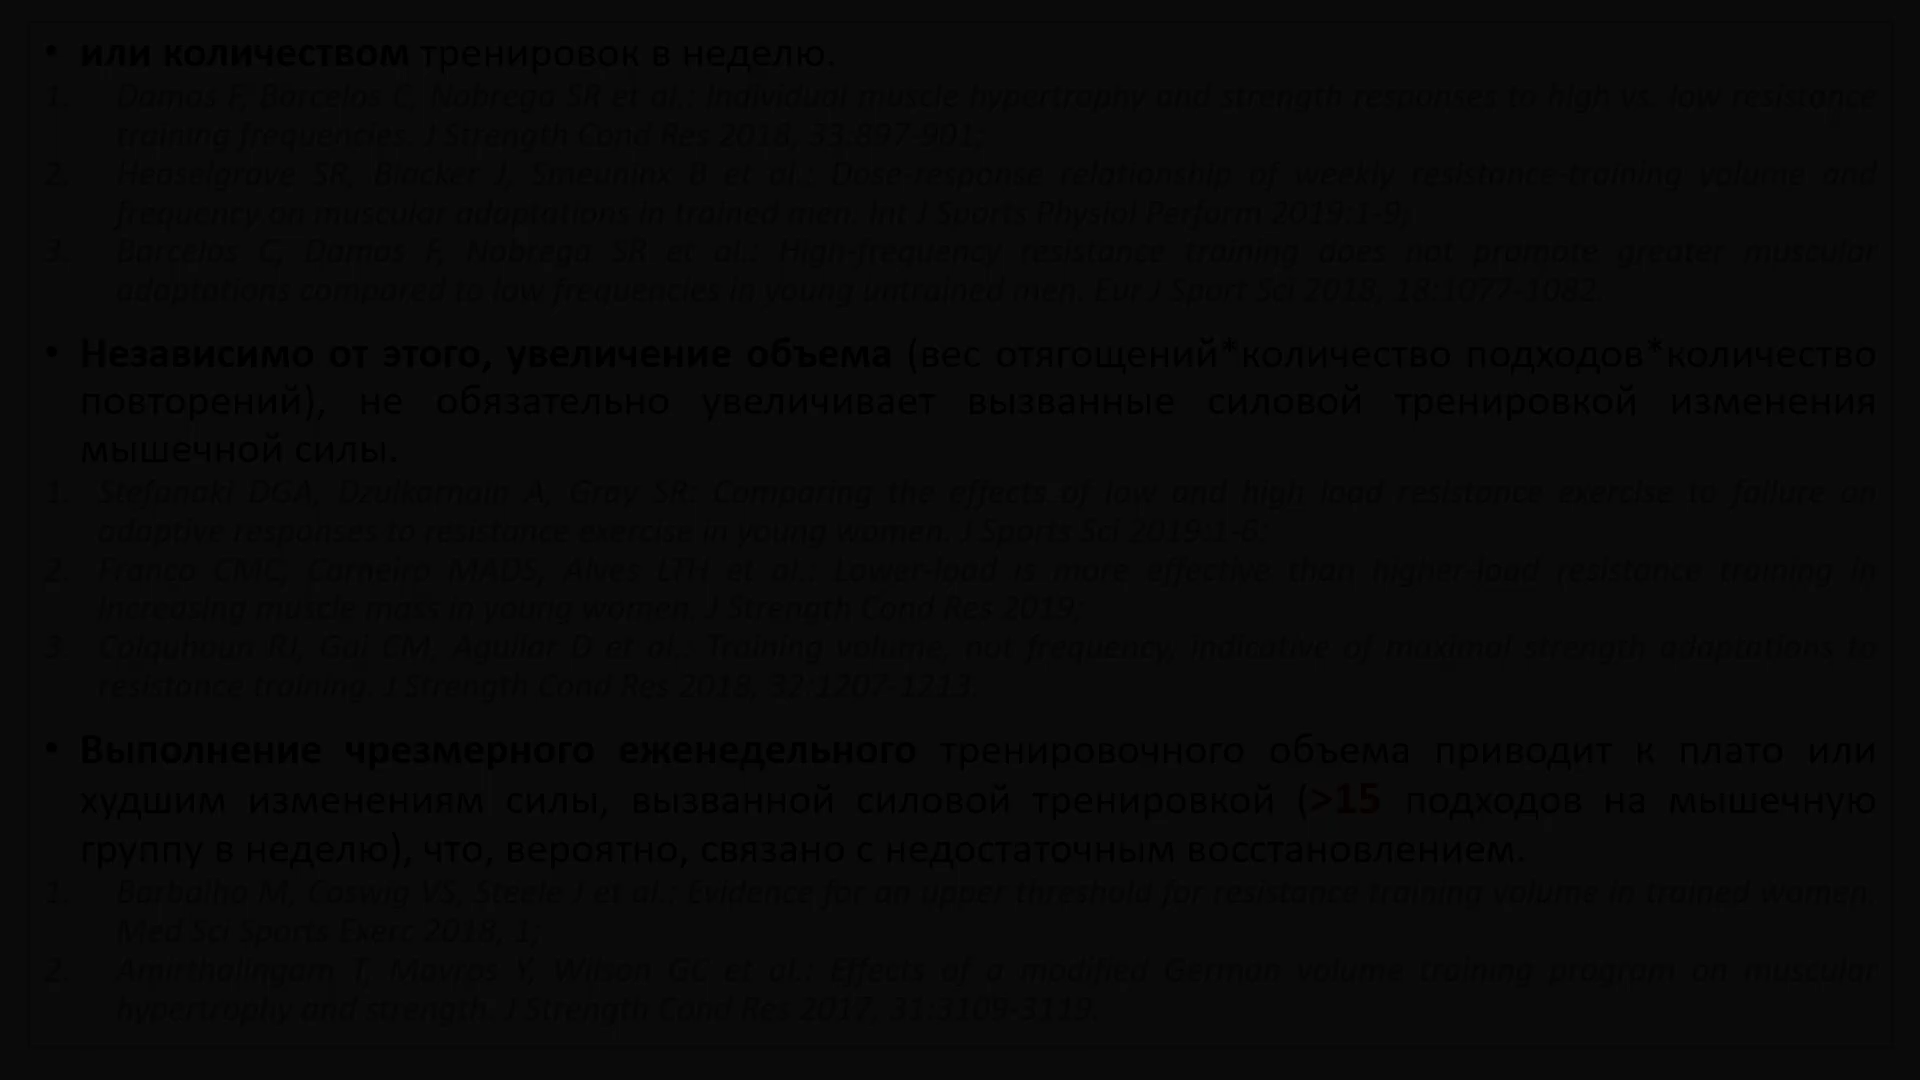 • или количеством тренировок в неделю.
1. Damas F, Barcelos C, Nobrega SR et al.: Individual muscle hypertrophy and strength responses to high vs. low resistance
training frequencies. J Strength Cond Res 2018, 33:897-901;
2. Heaselgrave SR, Blacker J, Smeuninx B et al.: Dose-response relationship of weekly resistance-training volume and
frequency on muscular adaptations in trained men. Int J Sports Physiol Perform 2019:1-9;
3. Barcelos C, Damas F, Nobrega SR et al.: High-frequency resistance training does not promote greater muscular
adaptations compared to low frequencies in young untrained men. Eur J Sport Sci 2018, 18:1077-1082.
• Независимо от этого, увеличение объема (вес отягощений*количество подходов*количество
повторений), не обязательно увеличивает вызванные силовой тренировкой изменения
мышечной силы.
1. Stefanaki DGA, Dzulkarnain A, Gray SR: Comparing the effects of low and high load resistance exercise to failure on
adaptive responses to resistance exercise in young women. J Sports Sci 2019:1-6;
2. Franco CMC, Carneiro MADS, Alves LTH et al.: Lower-load is more effective than higher-load resistance training in
increasing muscle mass in young women. J Strength Cond Res 2019;
3. Colquhoun RJ, Gai CM, Aguilar D et al.: Training volume, not frequency, indicative of maximal strength adaptations to
resistance training. J Strength Cond Res 2018, 32:1207-1213.
• Выполнение чрезмерного еженедельного тренировочного объема приводит к плато или
худшим изменениям силы, вызванной силовой тренировкой (>15 подходов на мышечную
группу в неделю), что, вероятно, связано с недостаточным восстановлением.
1. Barbalho M, Coswig VS, Steele J et al.: Evidence for an upper threshold for resistance training volume in trained women.
Med Sci Sports Exerc 2018, 1;
2. Amirthalingam T, Mavros Y, Wilson GC et al.: Effects of a modified German volume training program on muscular
hypertrophy and strength. J Strength Cond Res 2017, 31:3109-3119.